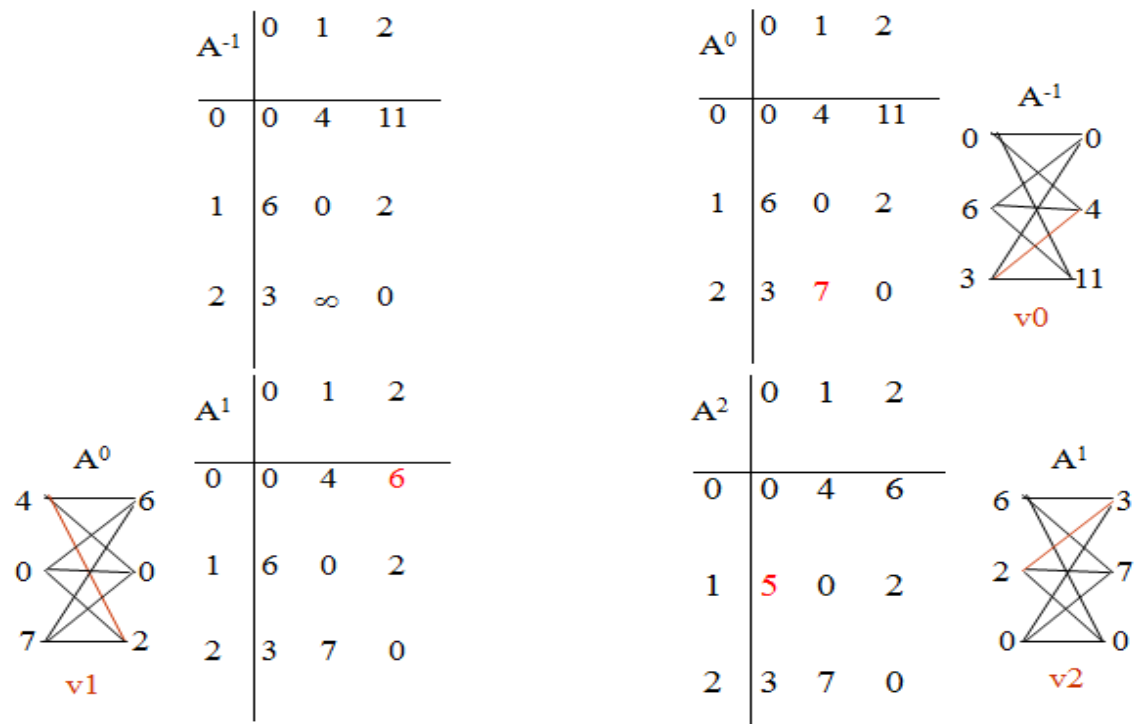 A⁻¹ 0 1 2
0 0 4 11
1 6 0 2
2 3 ∞ 0
A⁰ 0 1 2
0 0 4 11
1 6 0 2
2 3 7 0
A⁻¹
0 0
6 4
3 11
v0
A⁰
4 6
0 0
7 2
v1
A¹ 0 1 2
0 0 4 6
1 6 0 2
2 3 7 0
A² 0 1 2
0 0 4 6
1 5 0 2
2 3 7 0
A¹
6 3
2 7
0 0
v2